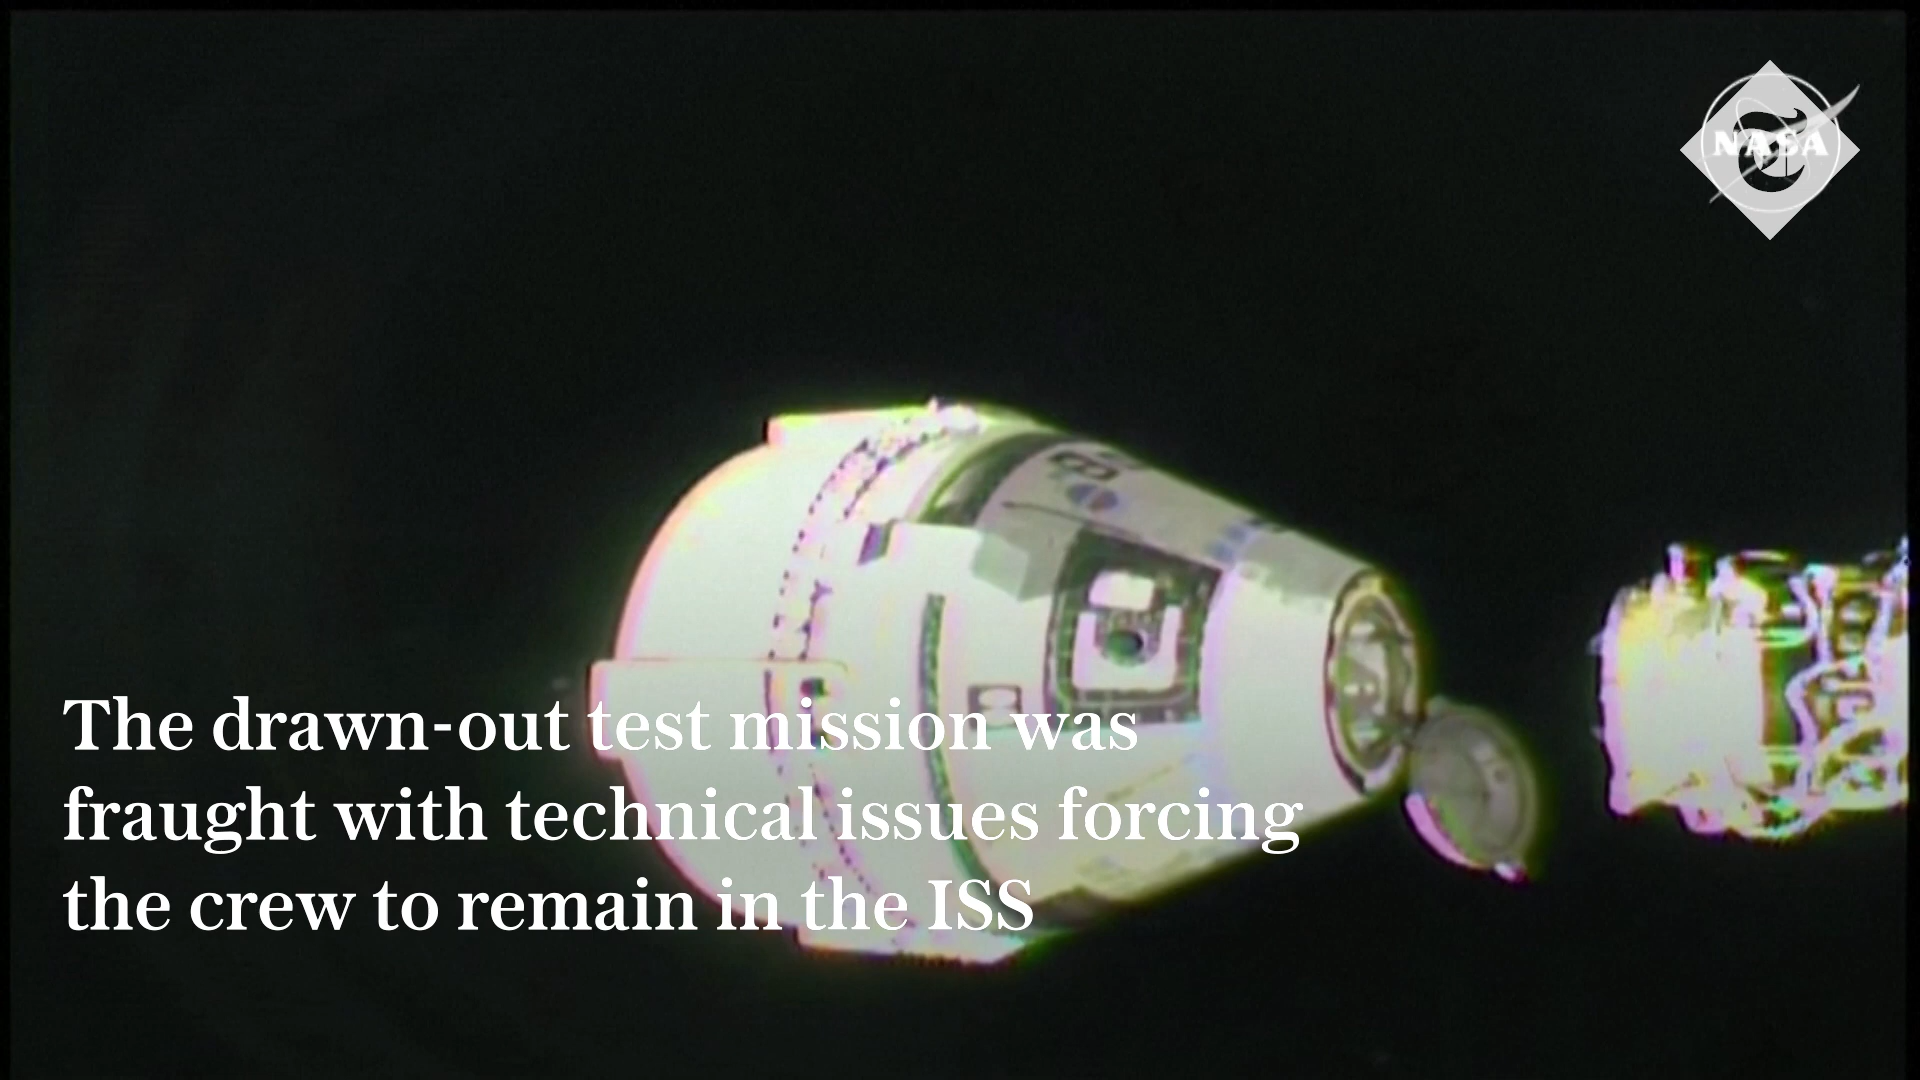 NASA
The drawn-out test mission was
fraught with technical issues forcing
the crew to remain in the ISS